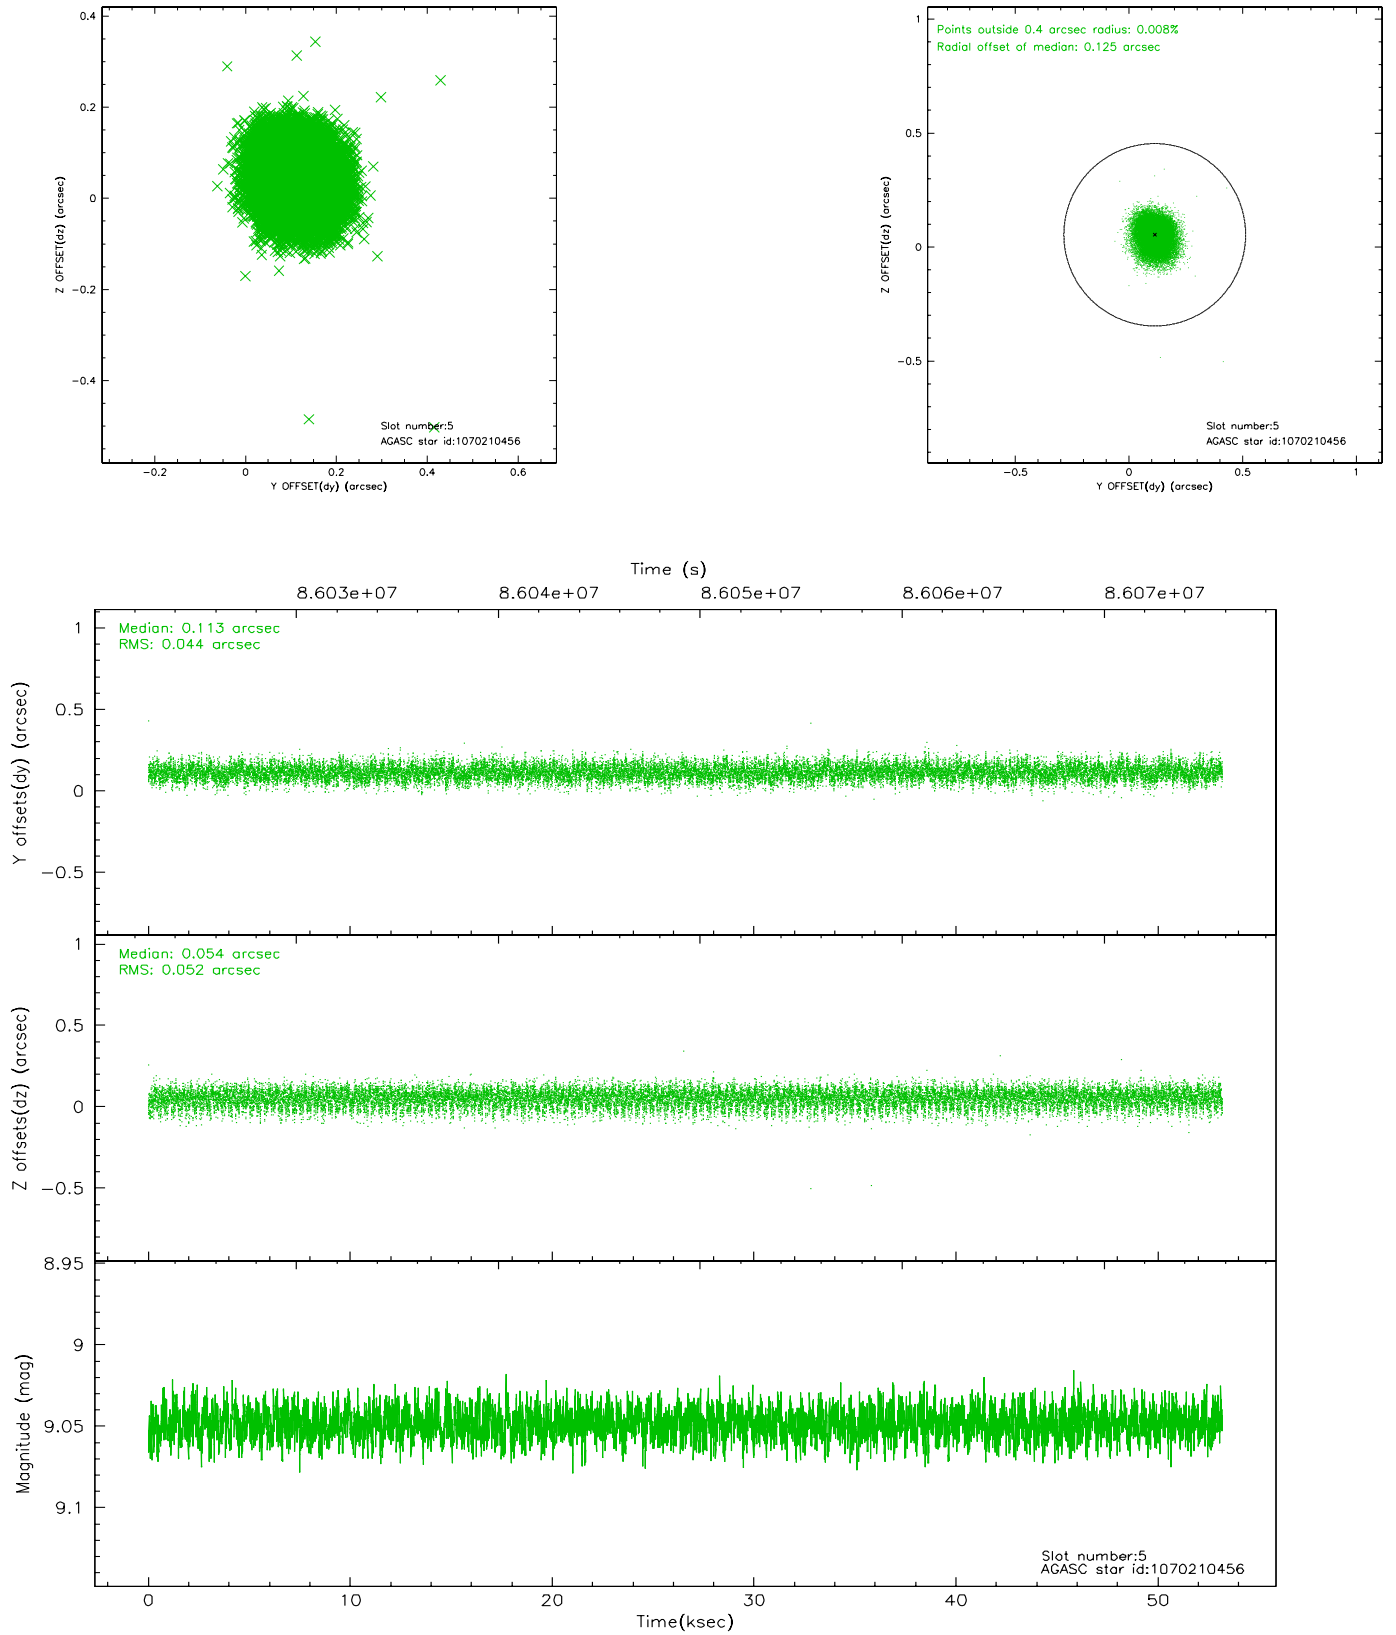 0.4
0.2
0
−0.2
−0.4
Z OFFSET(dz) (arcsec)
−0.2 0 0.2 0.4 0.6
Y OFFSET(dy) (arcsec)
Slot number:5
AGASC star id:1070210456
Points outside 0.4 arcsec radius: 0.008%
Radial offset of median: 0.125 arcsec
1
0.5
0
−0.5
Z OFFSET(dz) (arcsec)
−0.5 0 0.5 1
Y OFFSET(dy) (arcsec)
Slot number:5
AGASC star id:1070210456
Time (s)
8.603e+07 8.604e+07 8.605e+07 8.606e+07 8.607e+07
Median: 0.113 arcsec
RMS: 0.044 arcsec
1
0.5
0
−0.5
Y offsets(dy) (arcsec)
Median: 0.054 arcsec
RMS: 0.052 arcsec
1
0.5
0
−0.5
Z offsets(dz) (arcsec)
8.95
9
9.05
9.1
Magnitude (mag)
Slot number:5
AGASC star id:1070210456
0 10 20 30 40 50
Time(ksec)